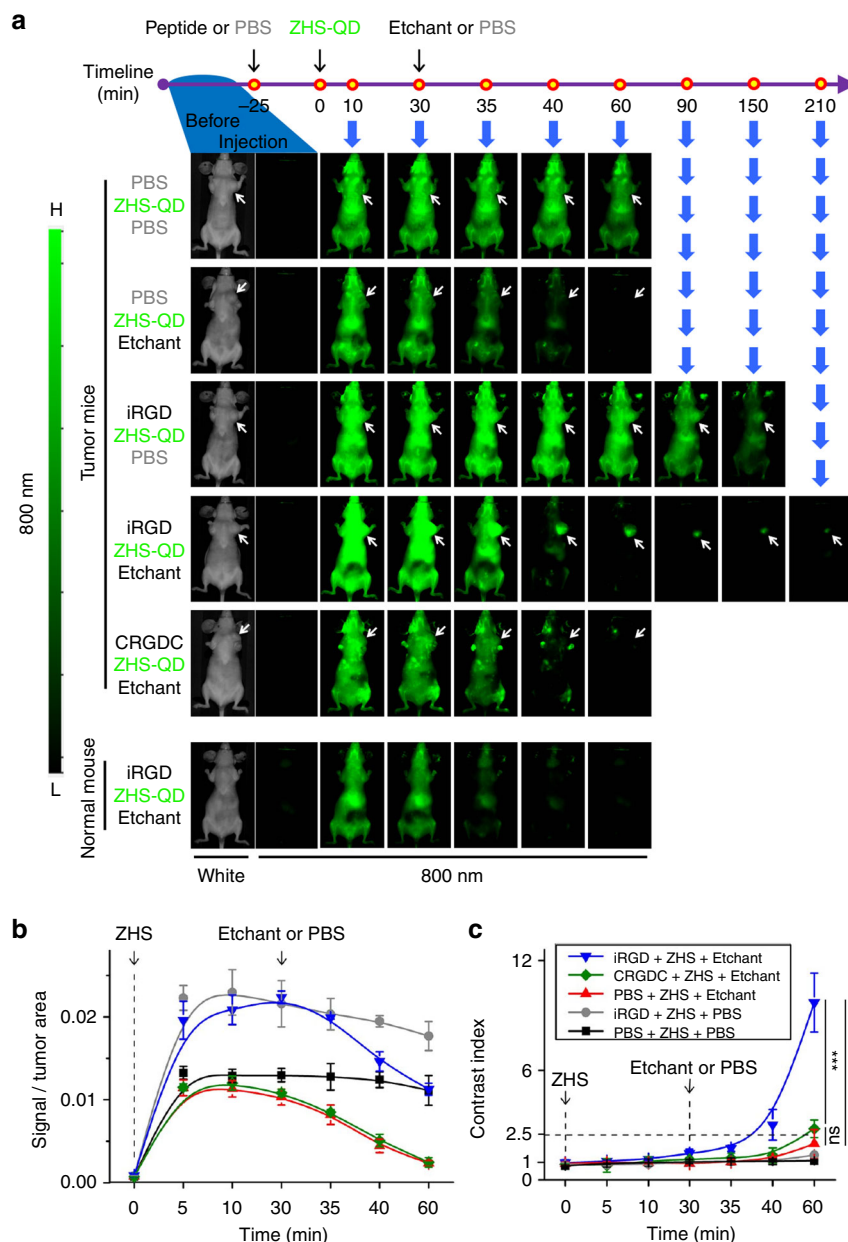 a
Peptide or PBS ZHS-QD Etchant or PBS
Timeline
(min)
–25 0 10 30 35 40 60 90 150 210
Before
Injection
H
800 nm
L
Tumor mice
PBS
ZHS-QD
PBS
PBS
ZHS-QD
Etchant
iRGD
ZHS-QD
PBS
iRGD
ZHS-QD
Etchant
CRGDC
ZHS-QD
Etchant
Normal mouse
iRGD
ZHS-QD
Etchant
White 800 nm
b
ZHS Etchant or PBS
Signal / tumor area
0.02
0.01
0.00
0 5 10 30 35 40 60
Time (min)
c
iRGD + ZHS + Etchant
CRGDC + ZHS + Etchant
PBS + ZHS + Etchant
iRGD + ZHS + PBS
PBS + ZHS + PBS
Contrast index
12
6
2.5
1
0
ZHS
Etchant or PBS
***
ns
0 5 10 30 35 40 60
Time (min)